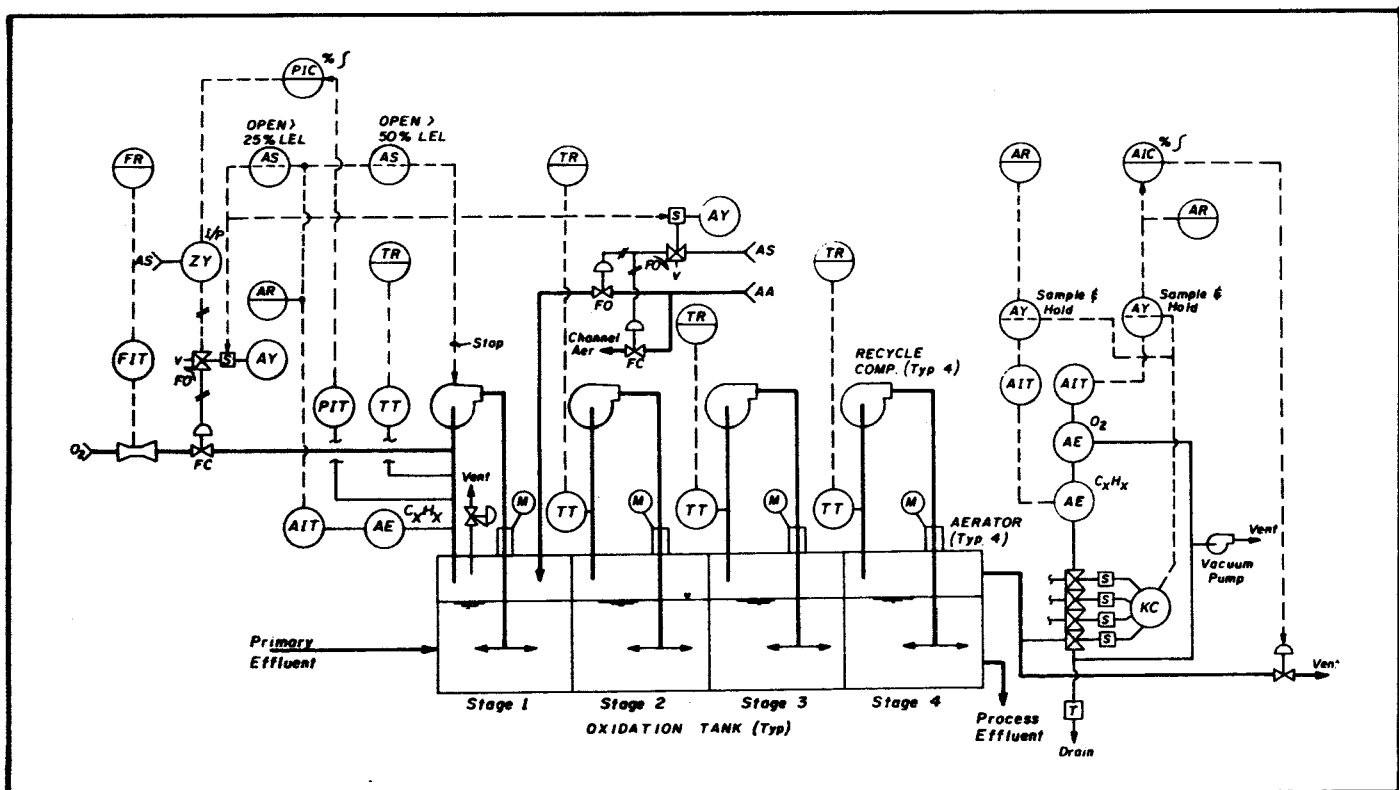 PIC
% ∫
OPEN >
25% LEL
OPEN >
50% LEL
FR
AS
AS
TR
AR
AIC
% ∫
S
AY
AR
I/P
AS
ZY
TR
FO
V
AS
TR
AR
AY
Sample &
Hold
AY
Sample &
Hold
FO
AA
TR
FIT
V
S
AY
FO
Stop
Channel
Aer
FC
RECYCLE
COMP. (Typ 4)
AIT
AIT
PIT
TT
O2
FC
O2
AE
Vent
AIT
AE
CxHx
M
TT
M
TT
M
TT
M
AERATOR
(Typ. 4)
CxHx
AE
Vent
Vacuum
Pump
S
S
S
S
KC
Primary
Effluent
Vent
Stage 1
Stage 2
Stage 3
Stage 4
OXIDATION TANK (Typ)
Process
Effluent
T
Drain